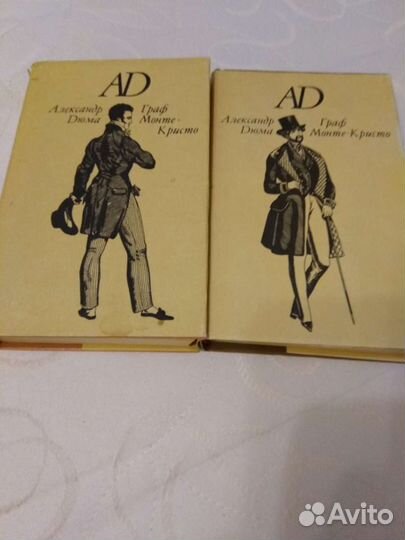 AD
Александр
Дюма
Граф
Монте-
Кристо
AD
Александр
Дюма
Граф
Монте-Кристо
Avito